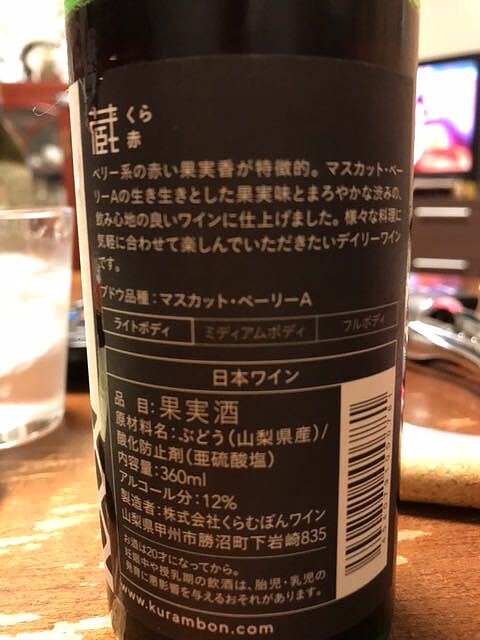 蔵 くら
赤
ベリー系の赤い果実香が特徴的。マスカット・ベー
リーAの生き生きとした果実味とまろやかな渋みの、
飲み心地の良いワインに仕上げました。様々な料理に
気軽に合わせて楽しんでいただきたいデイリーワイン
です。
ブドウ品種：マスカット・ベーリーA
ライトボディ ミディアムボディ フルボディ
日本ワイン
品 目：果実酒
原材料名：ぶどう（山梨県産）/
酸化防止剤（亜硫酸塩）
内容量：360ml
アルコール分：12%
製造者：株式会社くらむぼんワイン
山梨県甲州市勝沼町下岩崎835
お酒は20才になってから。
妊娠中や授乳期の飲酒は、胎児・乳児の
発育に悪影響を与えるおそれがあります。
www.kurambon.com